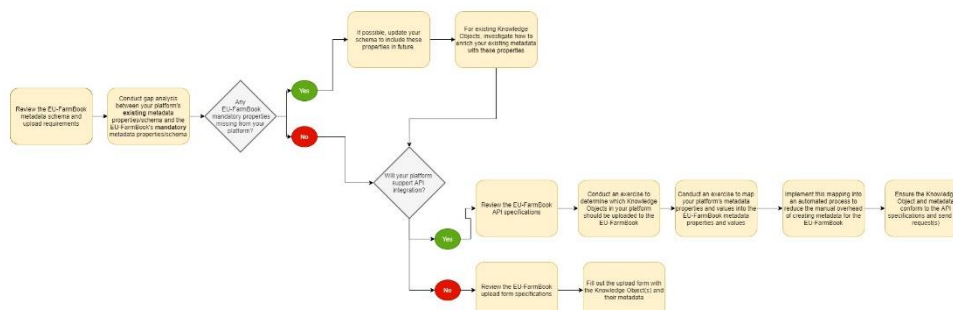 Review the EU-FarmBook
metadata schema and
upload requirements
Conduct gap analysis
between your platform's
existing metadata
properties/schema and the
EU-FarmBook's mandatory
metadata properties/schema
Any
EU-FarmBook
mandatory properties
missing from your
platform?
Yes
If possible, update your
schema to include these
properties in future
For existing Knowledge
Objects, investigate how to
enrich your existing metadata
with these properties
No
Will your platform
support API
integration?
Yes
Review the EU-FarmBook
API specifications
Conduct an exercise to
determine which Knowledge
Objects in your platform
should be uploaded to the
EU-FarmBook
Conduct an exercise to map
your platform's metadata
properties and values into the
EU-FarmBook metadata
properties and values
Implement this mapping into
an automated process to
reduce the manual overhead
of creating metadata for the
EU-FarmBook
Ensure the Knowledge
Object and metadata
conform to the API
specifications and send
request(s)
No
Review the EU-FarmBook
upload form specifications
Fill out the upload form with
the Knowledge Object(s) and
their metadata